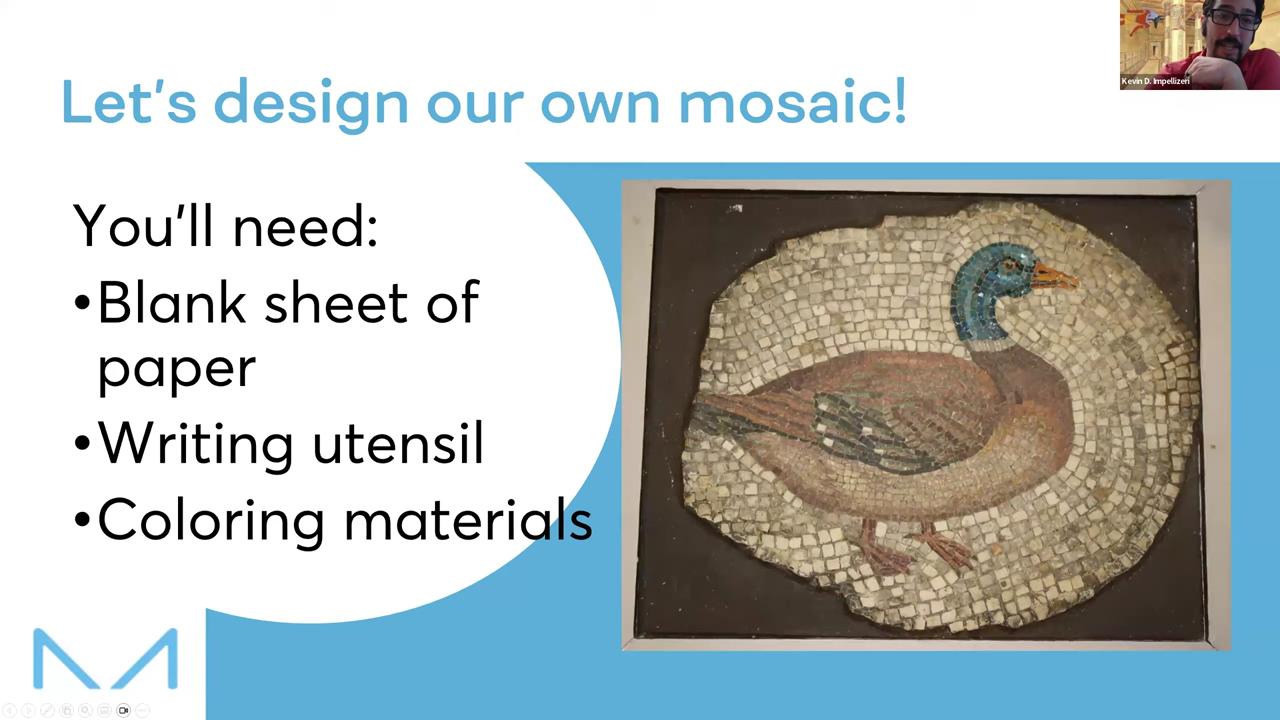 Kevin D. Impellizeri
Let's design our own mosaic!
You'll need:
•Blank sheet of
paper
•Writing utensil
•Coloring materials